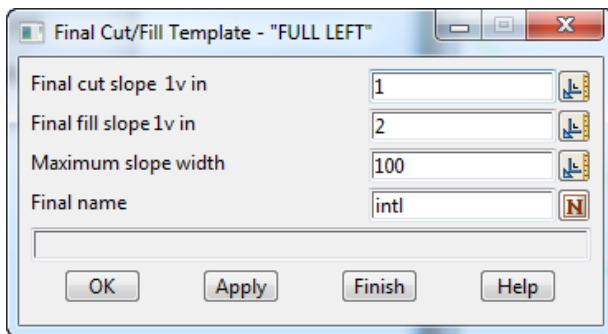 Final Cut/Fill Template - "FULL LEFT"
Final cut slope 1v in 1
Final fill slope 1v in 2
Maximum slope width 100
Final name intl N
OK Apply Finish Help